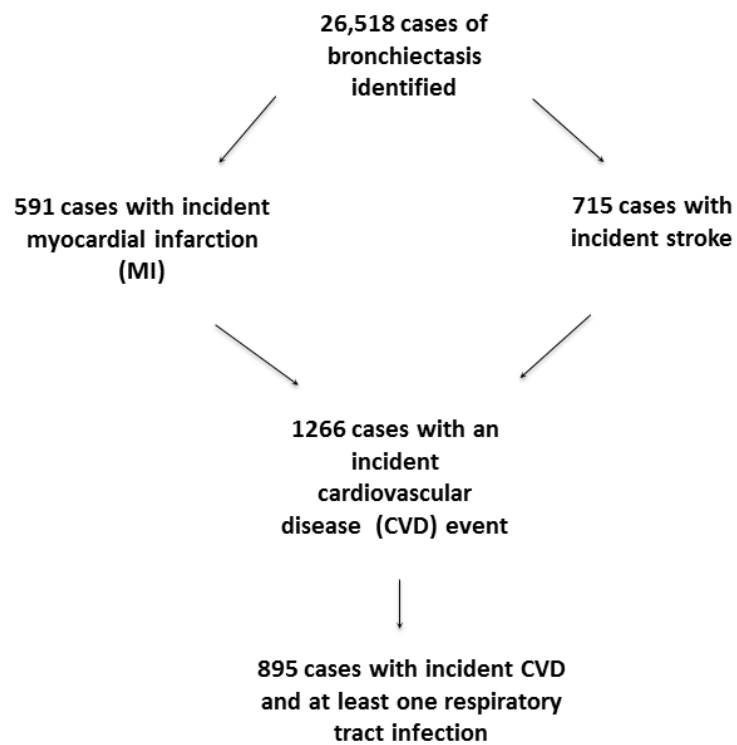 26,518 cases of
bronchiectasis
identified
591 cases with incident
myocardial infarction
(MI)
715 cases with
incident stroke
1266 cases with an
incident
cardiovascular
disease (CVD) event
895 cases with incident CVD
and at least one respiratory
tract infection